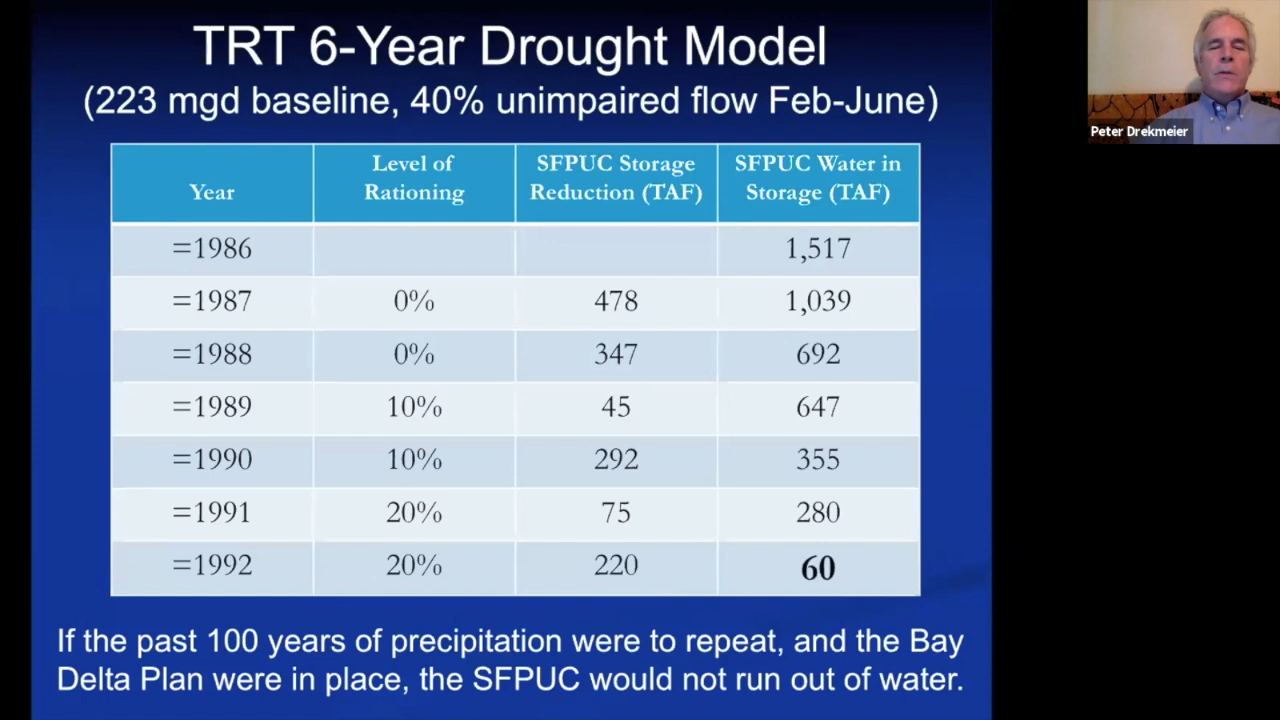 TRT 6-Year Drought Model
(223 mgd baseline, 40% unimpaired flow Feb-June)
Year | Level of Rationing | SFPUC Storage Reduction (TAF) | SFPUC Water in Storage (TAF)
=1986 | | | 1,517
=1987 | 0% | 478 | 1,039
=1988 | 0% | 347 | 692
=1989 | 10% | 45 | 647
=1990 | 10% | 292 | 355
=1991 | 20% | 75 | 280
=1992 | 20% | 220 | 60
If the past 100 years of precipitation were to repeat, and the Bay
Delta Plan were in place, the SFPUC would not run out of water.
Peter Drekmeier